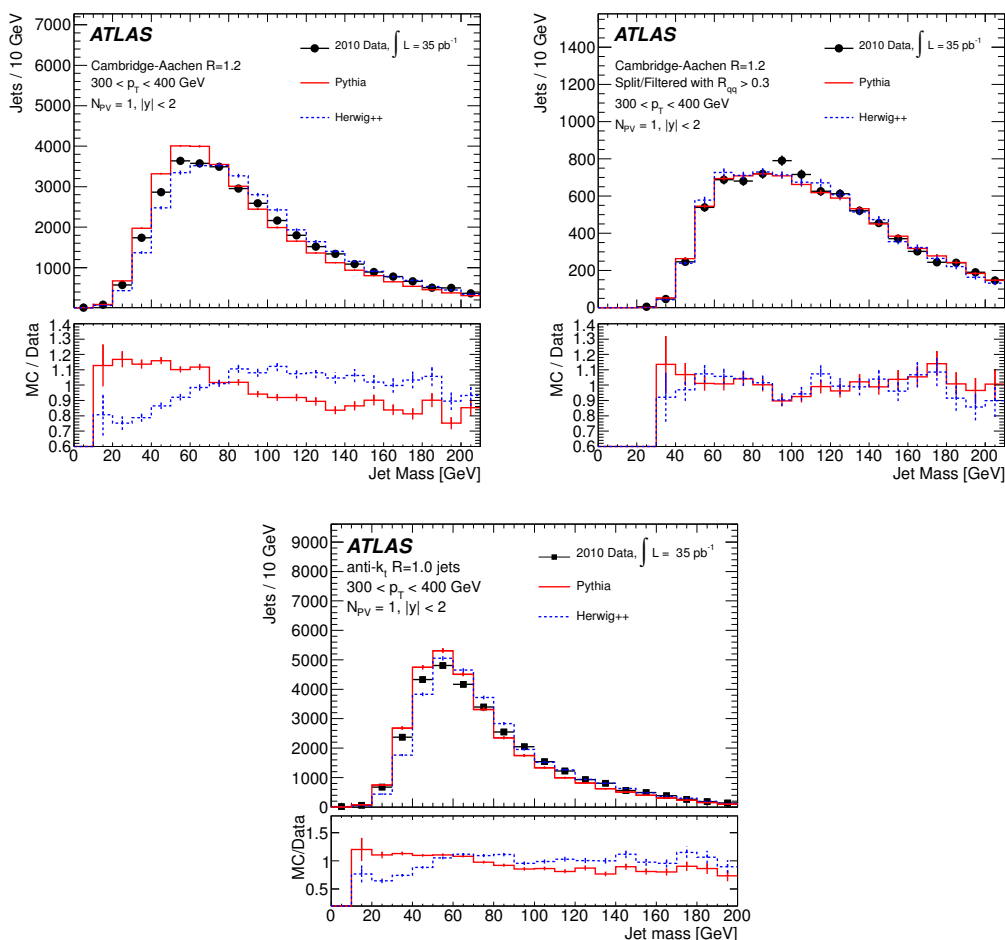 ATLAS
2010 Data, ∫ L = 35 pb⁻¹
Cambridge-Aachen R=1.2
300 < p_T < 400 GeV
N_PV = 1, |y| < 2
Pythia
Herwig++
Jets / 10 GeV
7000
6000
5000
4000
3000
2000
1000
MC / Data
1.4
1.3
1.2
1.1
1
0.9
0.8
0.7
0.6
0 20 40 60 80 100 120 140 160 180 200
Jet Mass [GeV]
ATLAS
2010 Data, ∫ L = 35 pb⁻¹
Cambridge-Aachen R=1.2
Split/Filtered with R_qq > 0.3
300 < p_T < 400 GeV
N_PV = 1, |y| < 2
Pythia
Herwig++
Jets / 10 GeV
1400
1200
1000
800
600
400
200
0
MC / Data
1.4
1.3
1.2
1.1
1
0.9
0.8
0.7
0.6
0 20 40 60 80 100 120 140 160 180 200
Jet Mass [GeV]
ATLAS
2010 Data, ∫ L = 35 pb⁻¹
anti-k_t R=1.0 jets
300 < p_T < 400 GeV
N_PV = 1, |y| < 2
Pythia
Herwig++
Jets / 10 GeV
9000
8000
7000
6000
5000
4000
3000
2000
1000
0
MC/Data
1.5
1
0.5
0 20 40 60 80 100 120 140 160 180 200
Jet mass [GeV]